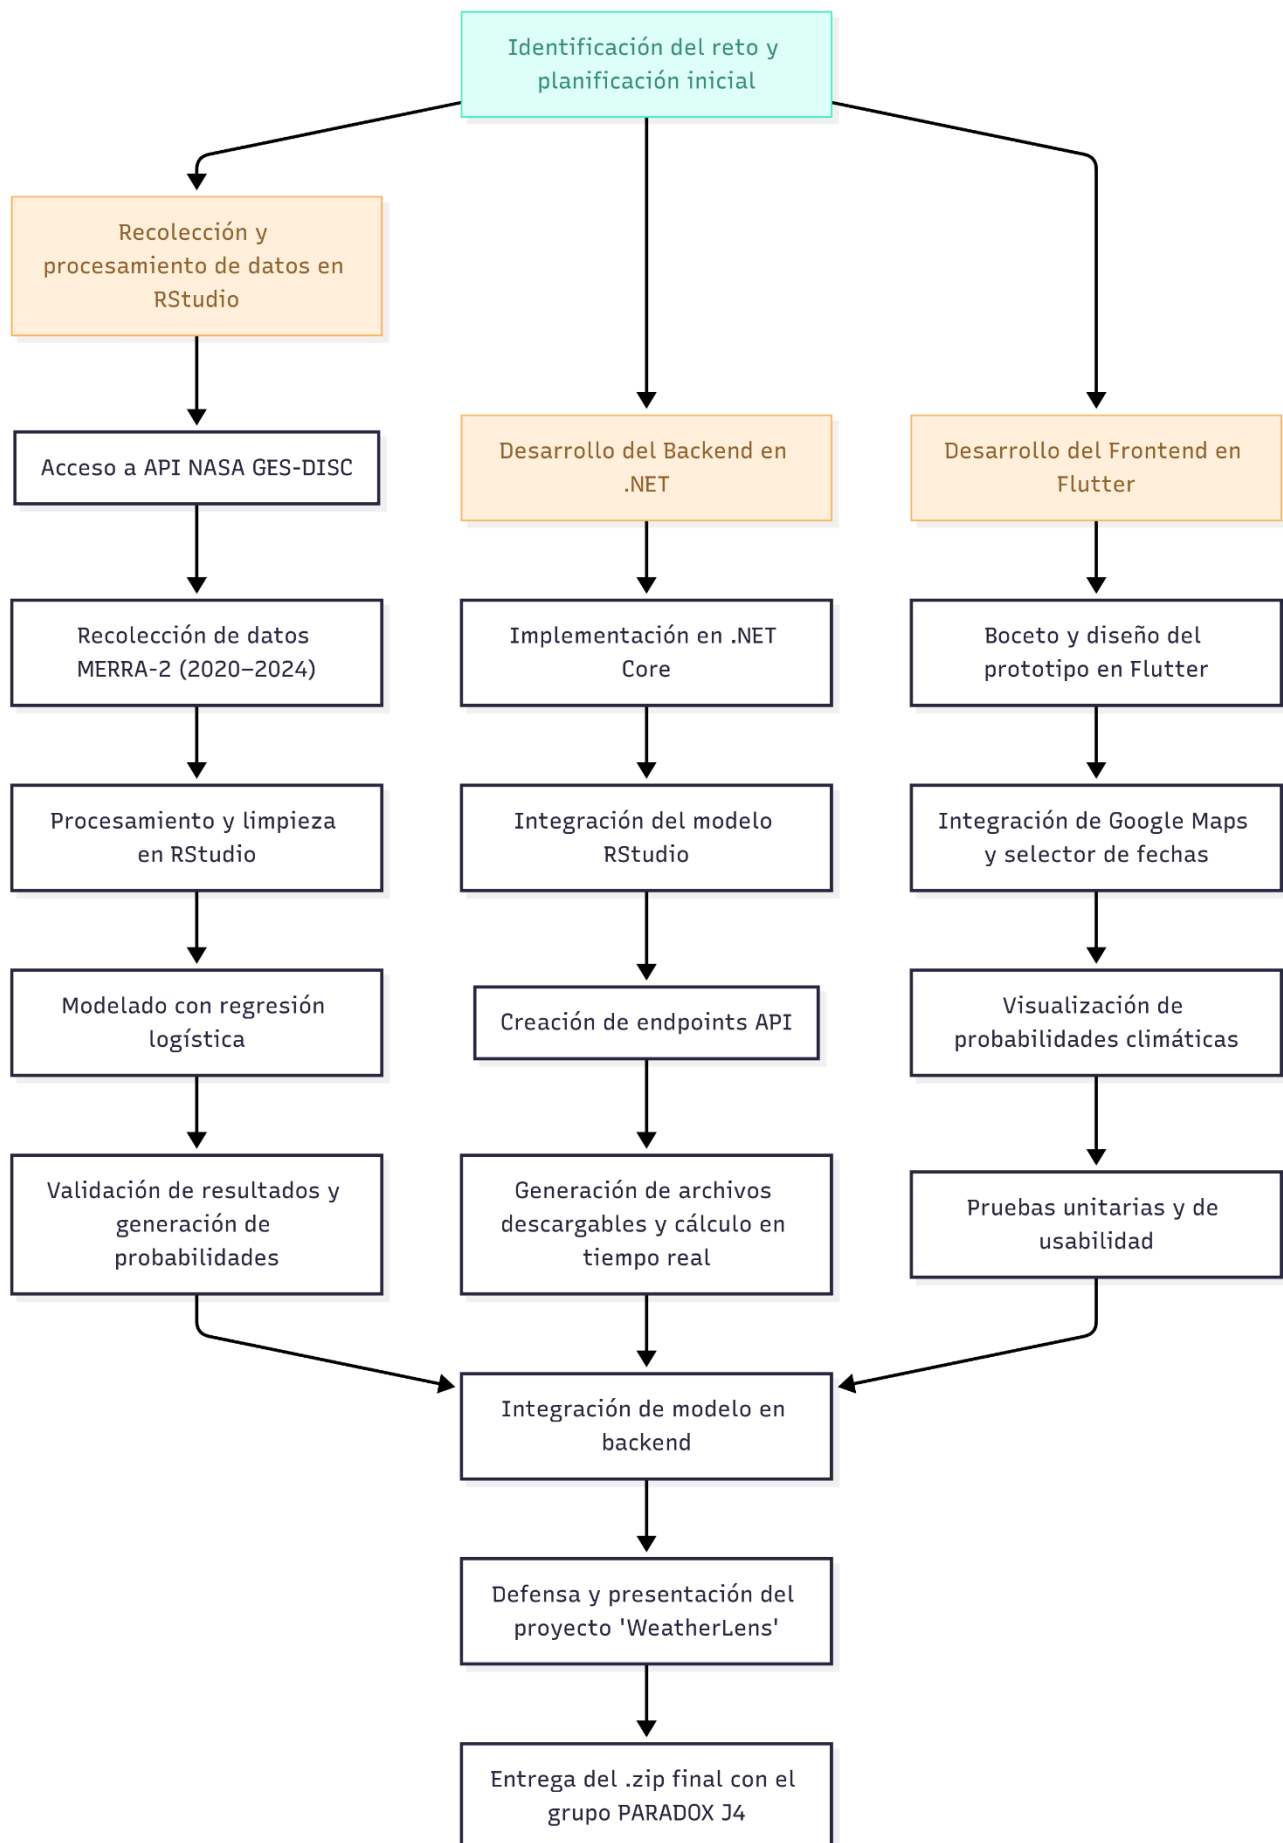 Identificación del reto y
planificación inicial
Recolección y
procesamiento de datos en
RStudio
Acceso a API NASA GES-DISC
Recolección de datos
MERRA-2 (2020–2024)
Procesamiento y limpieza
en RStudio
Modelado con regresión
logística
Validación de resultados y
generación de
probabilidades
Desarrollo del Backend en
.NET
Implementación en .NET
Core
Integración del modelo
RStudio
Creación de endpoints API
Generación de archivos
descargables y cálculo en
tiempo real
Desarrollo del Frontend en
Flutter
Boceto y diseño del
prototipo en Flutter
Integración de Google Maps
y selector de fechas
Visualización de
probabilidades climáticas
Pruebas unitarias y de
usabilidad
Integración de modelo en
backend
Defensa y presentación del
proyecto 'WeatherLens'
Entrega del .zip final con el
grupo PARADOX J4